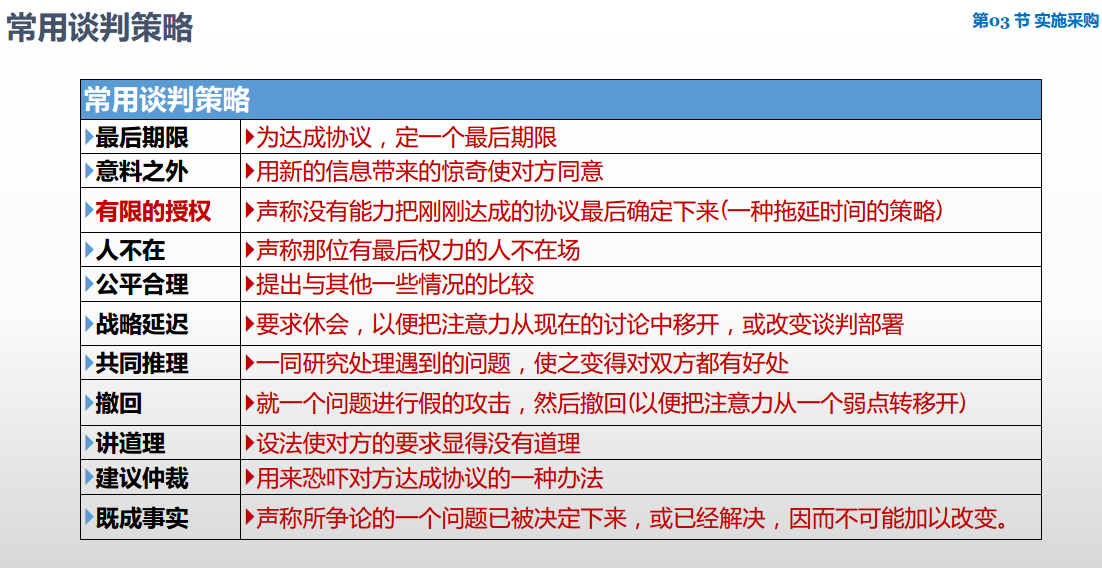 常用谈判策略
第03 节 实施采购
常用谈判策略
最后期限
为达成协议，定一个最后期限
意料之外
用新的信息带来的惊奇使对方同意
有限的授权
声称没有能力把刚刚达成的协议最后确定下来(一种拖延时间的策略)
人不在
声称那位有最后权力的人不在场
公平合理
提出与其他一些情况的比较
战略延迟
要求休会，以便把注意力从现在的讨论中移开，或改变谈判部署
共同推理
一同研究处理遇到的问题，使之变得对双方都有好处
撤回
就一个问题进行假的攻击，然后撤回(以便把注意力从一个弱点转移开)
讲道理
设法使对方的要求显得没有道理
建议仲裁
用来恐吓对方达成协议的一种办法
既成事实
声称所争论的一个问题已被决定下来，或已经解决，因而不可能加以改变。